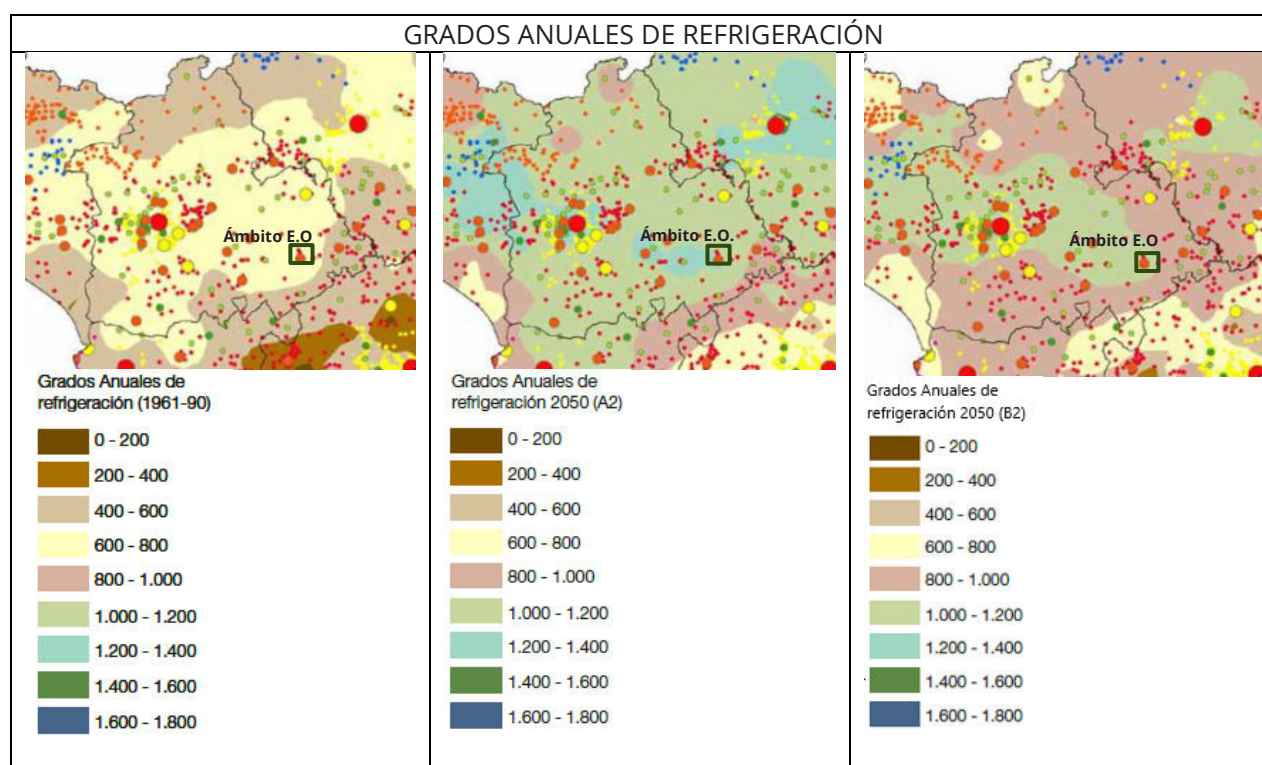 GRADOS ANUALES DE REFRIGERACIÓN
Ámbito E.O
Grados Anuales de
refrigeración (1961-90)
0 - 200
200 - 400
400 - 600
600 - 800
800 - 1.000
1.000 - 1.200
1.200 - 1.400
1.400 - 1.600
1.600 - 1.800
Ámbito E.O.
Grados Anuales de
refrigeración 2050 (A2)
0 - 200
200 - 400
400 - 600
600 - 800
800 - 1.000
1.000 - 1.200
1.200 - 1.400
1.400 - 1.600
1.600 - 1.800
Ámbito E.O
Grados Anuales de
refrigeración 2050 (B2)
0 - 200
200 - 400
400 - 600
600 - 800
800 - 1.000
1.000 - 1.200
1.200 - 1.400
1.400 - 1.600
1.600 - 1.800